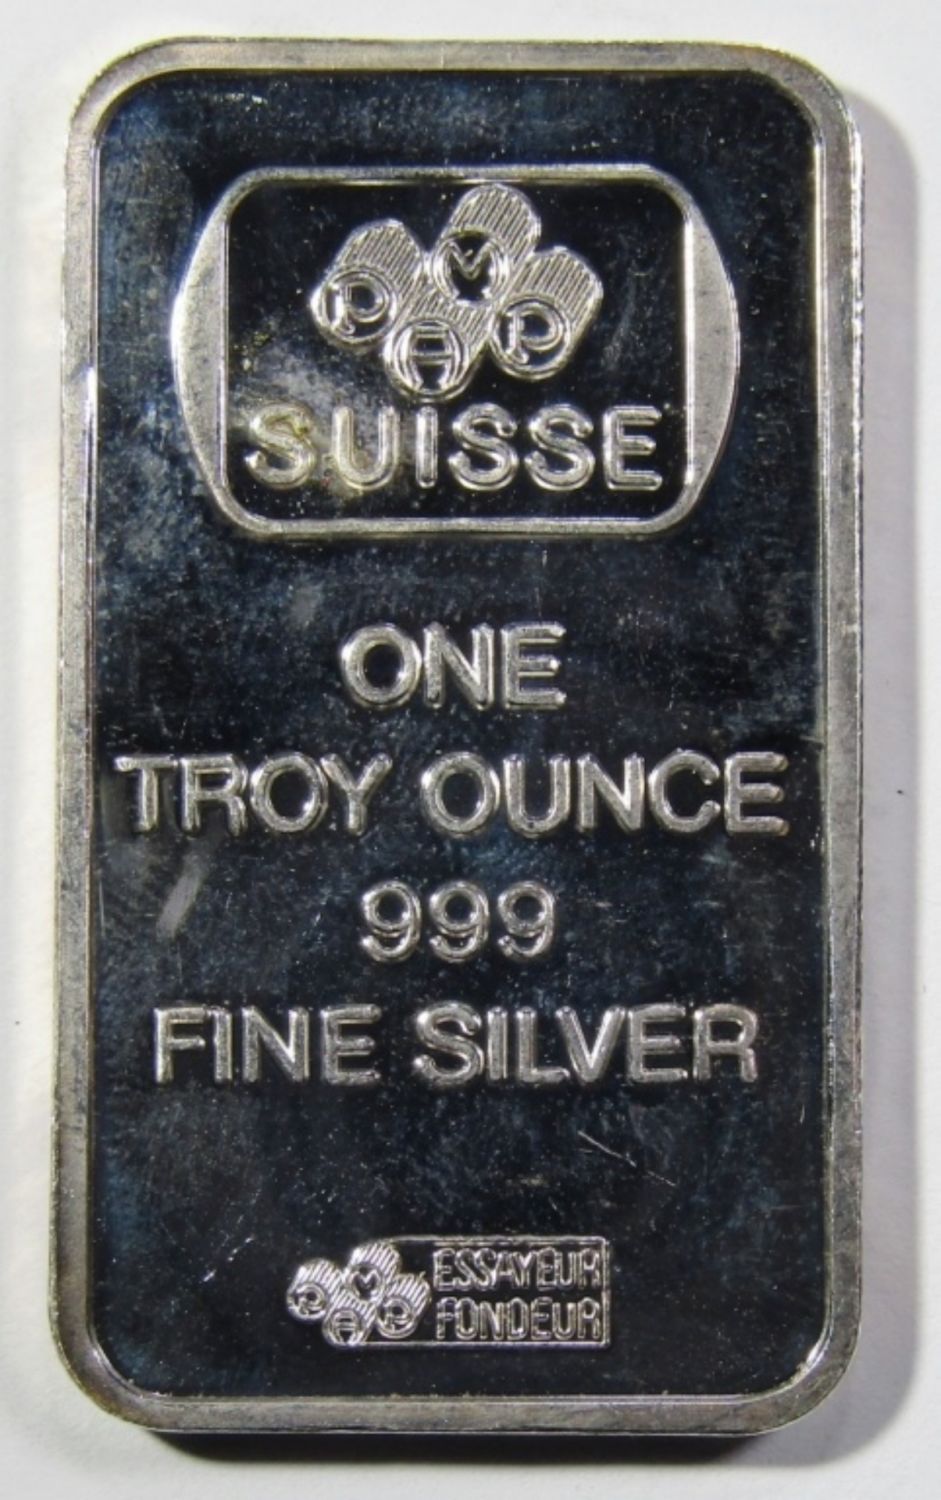 PAMP
SUISSE
ONE
TROY OUNCE
999
FINE SILVER
PAMP
ESSAYEUR
FONDEUR